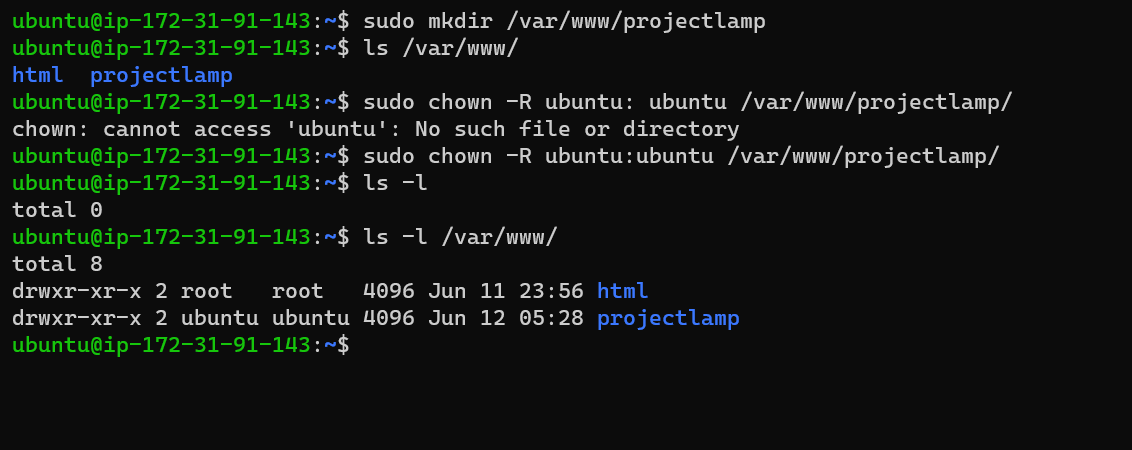 ubuntu@ip-172-31-91-143:~$ sudo mkdir /var/www/projectlamp
ubuntu@ip-172-31-91-143:~$ ls /var/www/
html  projectlamp
ubuntu@ip-172-31-91-143:~$ sudo chown -R ubuntu: ubuntu /var/www/projectlamp/
chown: cannot access 'ubuntu': No such file or directory
ubuntu@ip-172-31-91-143:~$ sudo chown -R ubuntu:ubuntu /var/www/projectlamp/
ubuntu@ip-172-31-91-143:~$ ls -l
total 0
ubuntu@ip-172-31-91-143:~$ ls -l /var/www/
total 8
drwxr-xr-x 2 root   root   4096 Jun 11 23:56 html
drwxr-xr-x 2 ubuntu ubuntu 4096 Jun 12 05:28 projectlamp
ubuntu@ip-172-31-91-143:~$